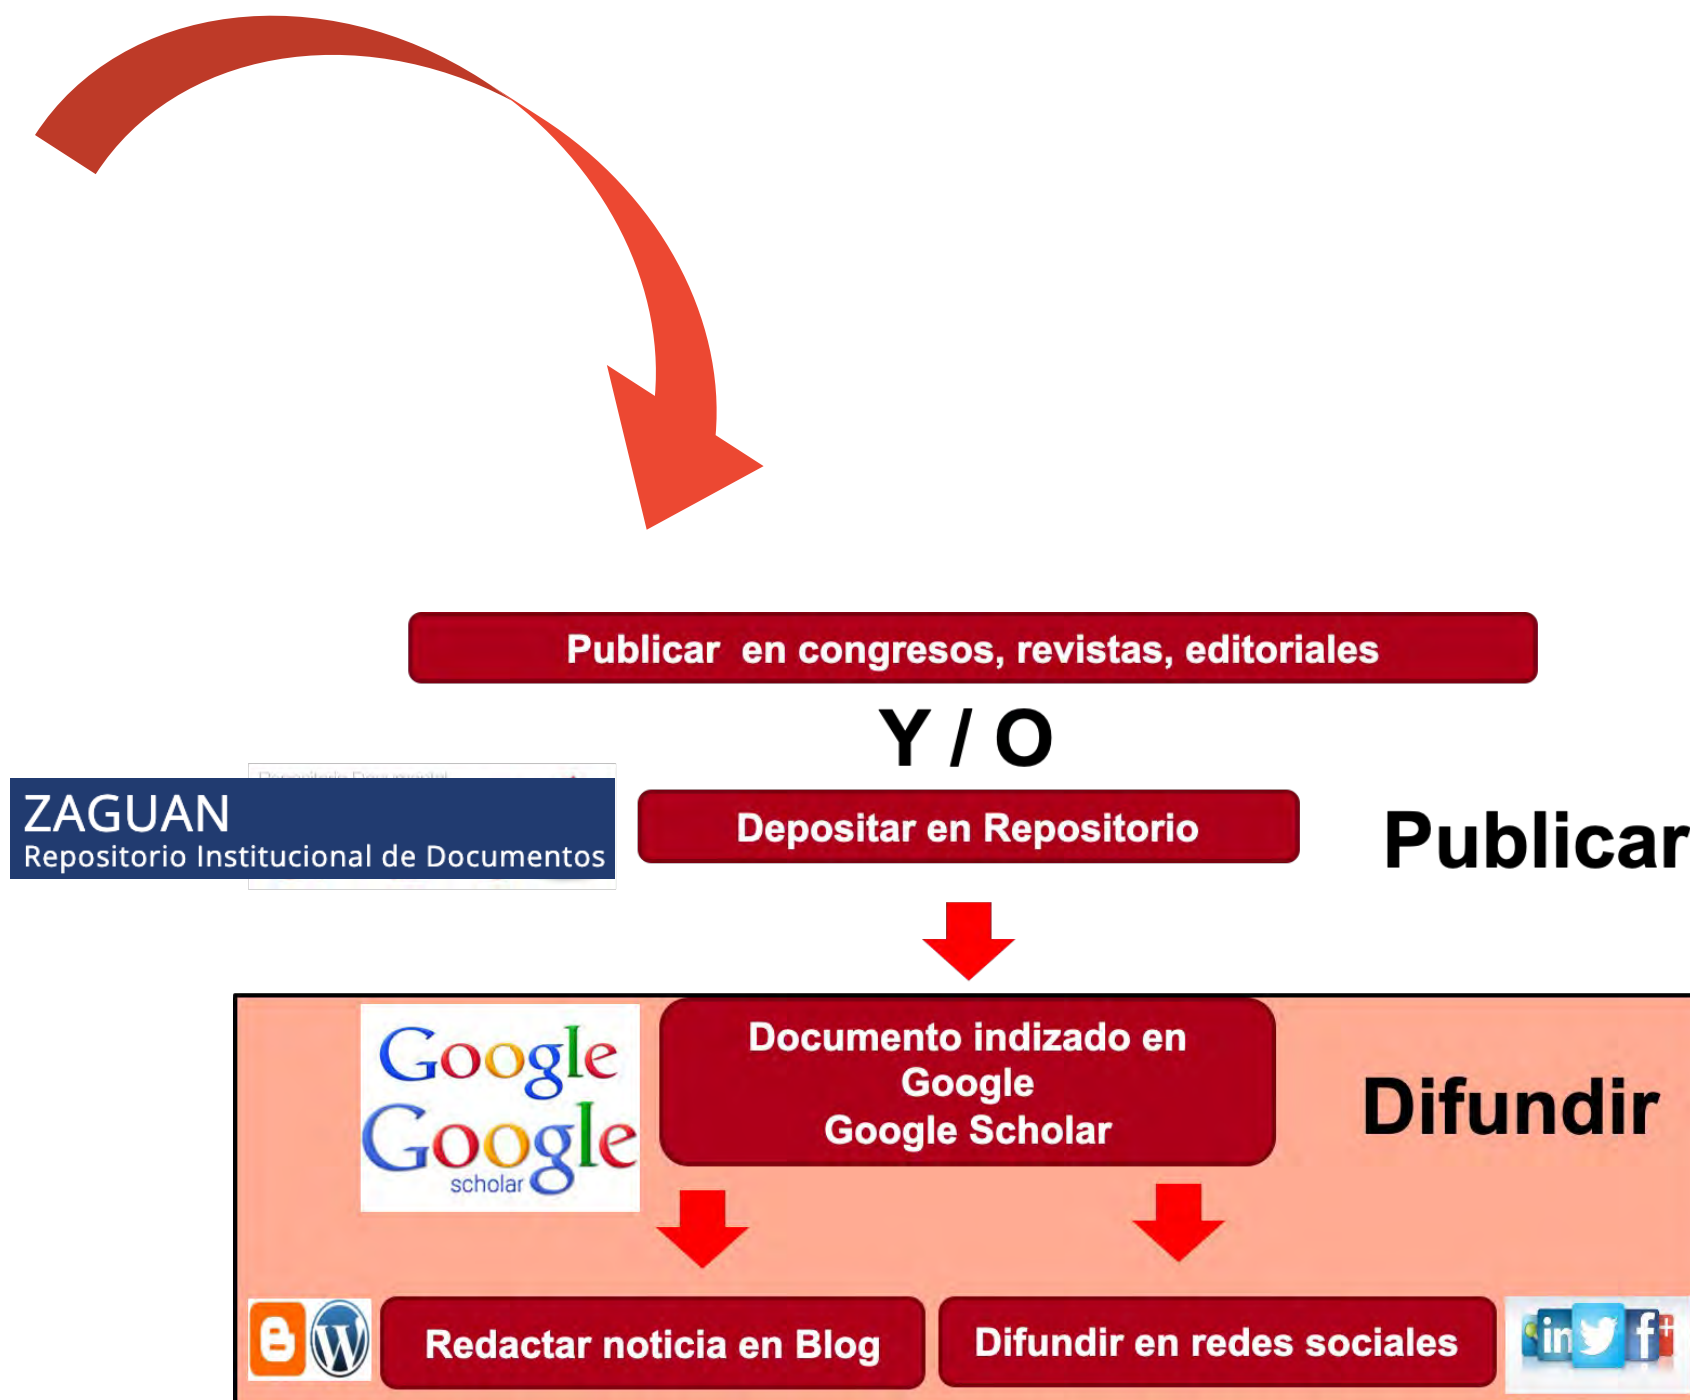 Publicar en congresos, revistas, editoriales
Y / O
ZAGUAN
Repositorio Institucional de Documentos
Depositar en Repositorio
Publicar
Google
Google
scholar
Documento indizado en
Google
Google Scholar
Difundir
Redactar noticia en Blog
Difundir en redes sociales
in
f